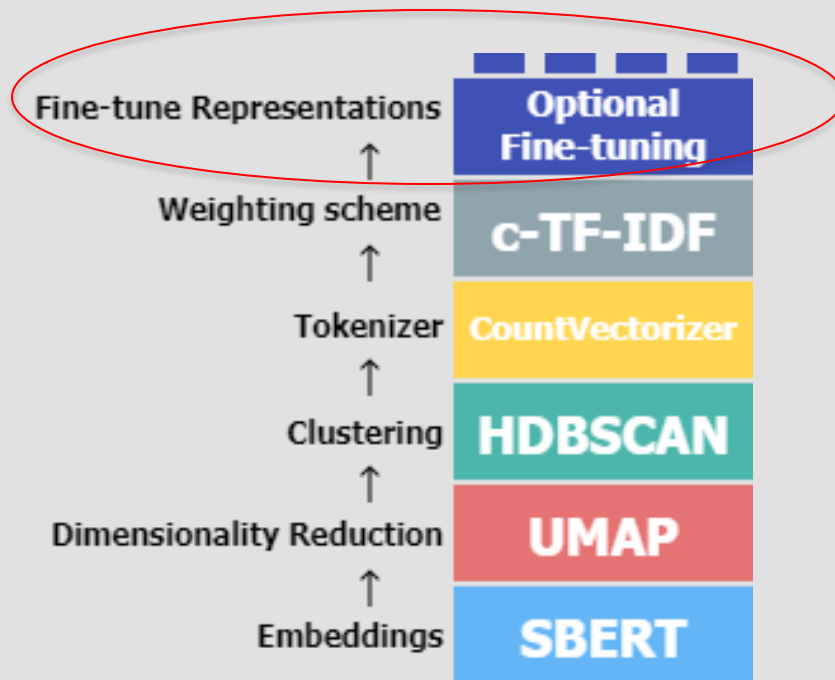 Fine-tune Representations
Optional
Fine-tuning
↑
Weighting scheme
c-TF-IDF
↑
Tokenizer
CountVectorizer
↑
Clustering
HDBSCAN
↑
Dimensionality Reduction
UMAP
↑
Embeddings
SBERT